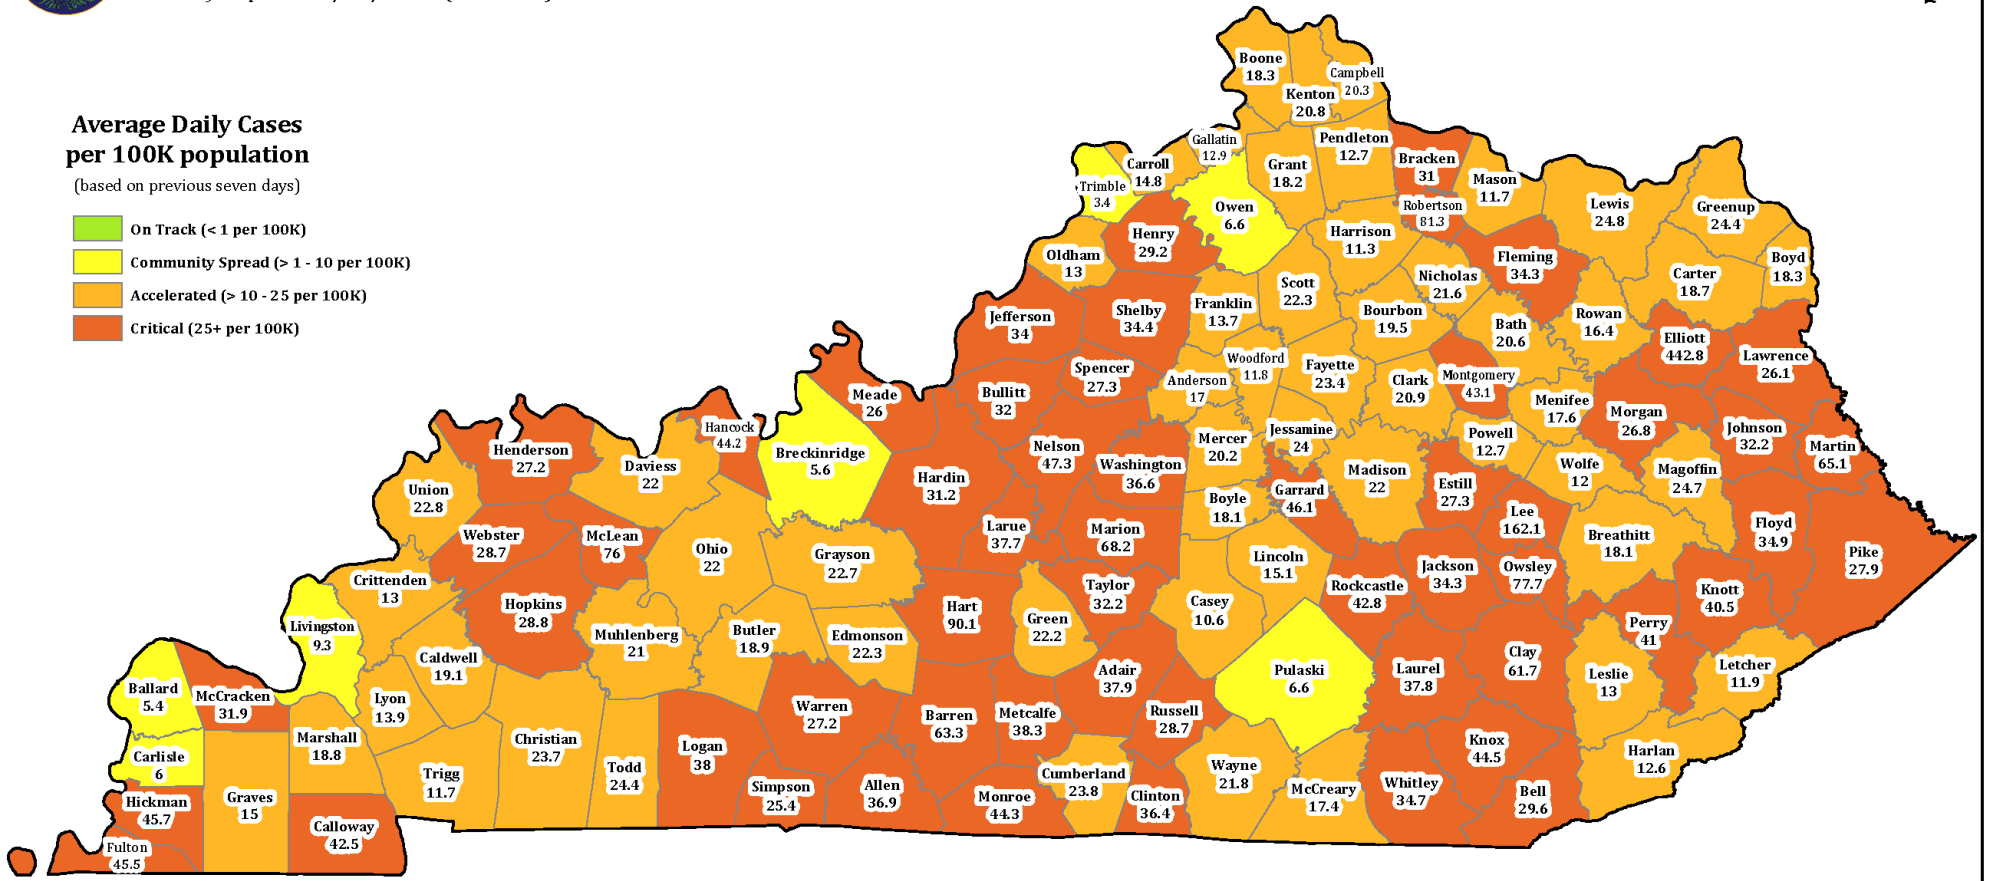 Average Daily Cases
per 100K population
(based on previous seven days)
On Track (< 1 per 100K)
Community Spread (> 1 - 10 per 100K)
Accelerated (> 10 - 25 per 100K)
Critical (25+ per 100K)
Boone
18.3
Campbell
20.3
Kenton
20.8
Gallatin
12.9
Pendleton
12.7
Carroll
14.8
Grant
18.2
Bracken
31
Mason
11.7
Trimble
3.4
Owen
6.6
Robertson
81.3
Lewis
24.8
Greenup
24.4
Henry
29.2
Harrison
11.3
Oldham
13
Fleming
34.3
Boyd
18.3
Nicholas
21.6
Carter
18.7
Scott
22.3
Franklin
13.7
Shelby
34.4
Jefferson
34
Bourbon
19.5
Bath
20.6
Rowan
16.4
Elliott
442.8
Lawrence
26.1
Woodford
11.8
Fayette
23.4
Spencer
27.3
Anderson
17
Clark
20.9
Montgomery
43.1
Bullitt
32
Meade
26
Menifee
17.6
Morgan
26.8
Johnson
32.2
Martin
65.1
Hancock
44.2
Jessamine
24
Powell
12.7
Mercer
20.2
Nelson
47.3
Washington
36.6
Breckinridge
5.6
Henderson
27.2
Daviess
22
Hardin
31.2
Madison
22
Wolfe
12
Magoffin
24.7
Estill
27.3
Garrard
46.1
Boyle
18.1
Union
22.8
Lee
162.1
Floyd
34.9
Larue
37.7
Marion
68.2
Webster
28.7
McLean
76
Ohio
22
Grayson
22.7
Breathitt
18.1
Pike
27.9
Lincoln
15.1
Jackson
34.3
Owsley
77.7
Rockcastle
42.8
Crittenden
13
Taylor
32.2
Knott
40.5
Casey
10.6
Hopkins
28.8
Hart
90.1
Green
22.2
Perry
41
Livingston
9.3
Muhlenberg
21
Butler
18.9
Edmonson
22.3
Caldwell
19.1
Clay
61.7
Letcher
11.9
Adair
37.9
Pulaski
6.6
Laurel
37.8
Leslie
13
Ballard
5.4
McCracken
31.9
Lyon
13.9
Warren
27.2
Barren
63.3
Metcalfe
38.3
Russell
28.7
Marshall
18.8
Christian
23.7
Logan
38
Knox
44.5
Harlan
12.6
Carlisle
6
Trigg
11.7
Todd
24.4
Wayne
21.8
Cumberland
23.8
Simpson
25.4
Allen
36.9
Monroe
44.3
Clinton
36.4
McCreary
17.4
Whitley
34.7
Bell
29.6
Hickman
45.7
Graves
15
Calloway
42.5
Fulton
45.5